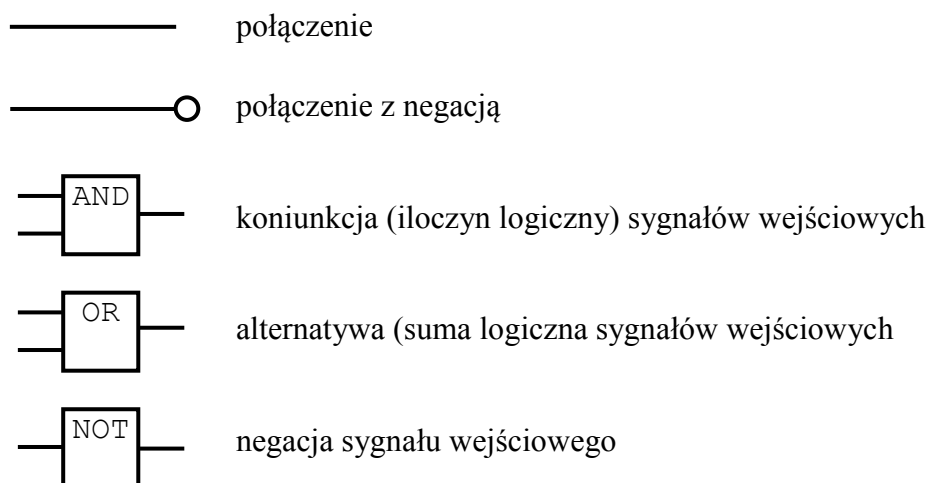 połączenie
połączenie z negacją
AND
koniunkcja (iloczyn logiczny) sygnałów wejściowych
OR
alternatywa (suma logiczna sygnałów wejściowych
NOT
negacja sygnału wejściowego